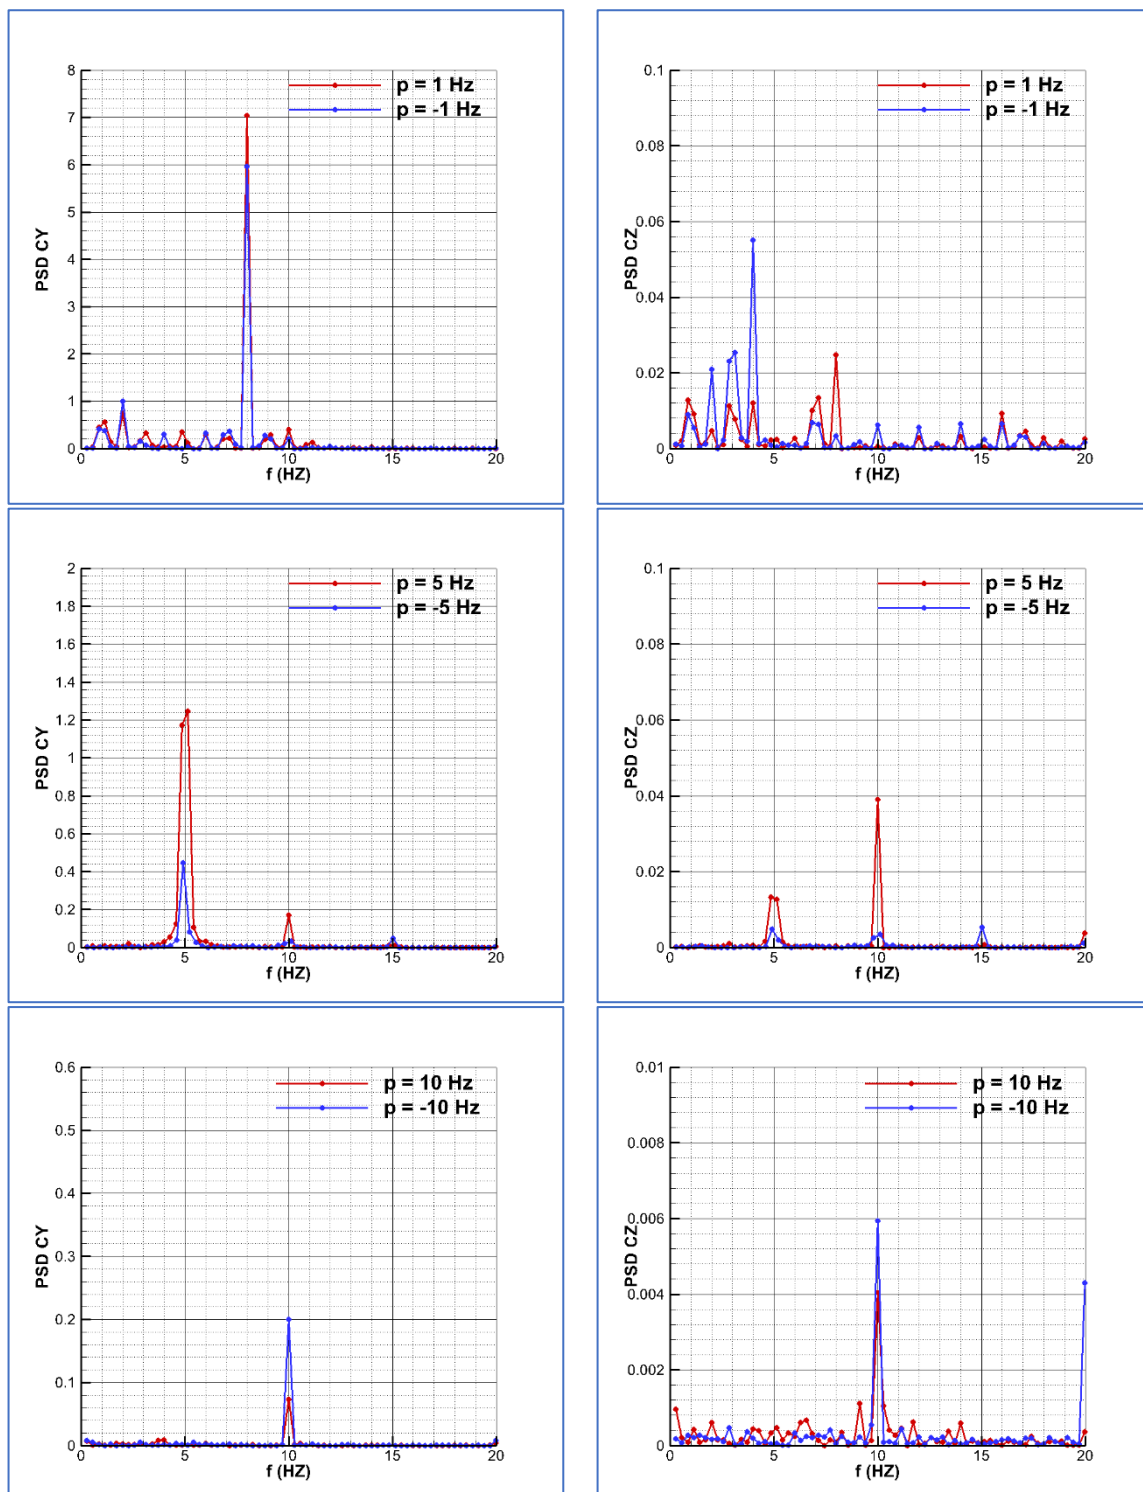 8
7
6
5
4
3
2
1
0
PSD CY
p = 1 Hz
p = -1 Hz
0 5 10 15 20
f (HZ)
0.1
0.08
0.06
0.04
0.02
0
PSD CZ
p = 1 Hz
p = -1 Hz
0 5 10 15 20
f (HZ)
2
1.8
1.6
1.4
1.2
1
0.8
0.6
0.4
0.2
0
PSD CY
p = 5 Hz
p = -5 Hz
0 5 10 15 20
f (HZ)
0.1
0.08
0.06
0.04
0.02
0
PSD CZ
p = 5 Hz
p = -5 Hz
0 5 10 15 20
f (HZ)
0.6
0.5
0.4
0.3
0.2
0.1
0
PSD CY
p = 10 Hz
p = -10 Hz
0 5 10 15 20
f (HZ)
0.01
0.008
0.006
0.004
0.002
0
PSD CZ
p = 10 Hz
p = -10 Hz
0 5 10 15 20
f (HZ)